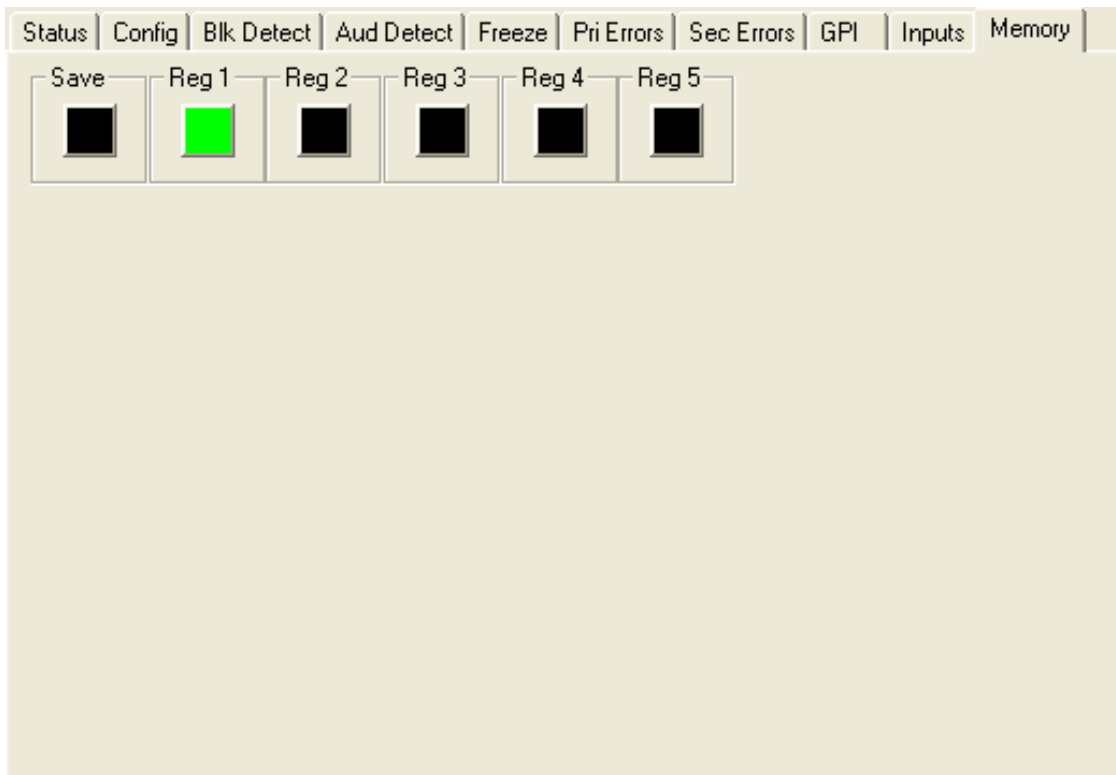 Status Config Blk Detect Aud Detect Freeze Pri Errors Sec Errors GPI Inputs Memory
Save Reg 1 Reg 2 Reg 3 Reg 4 Reg 5